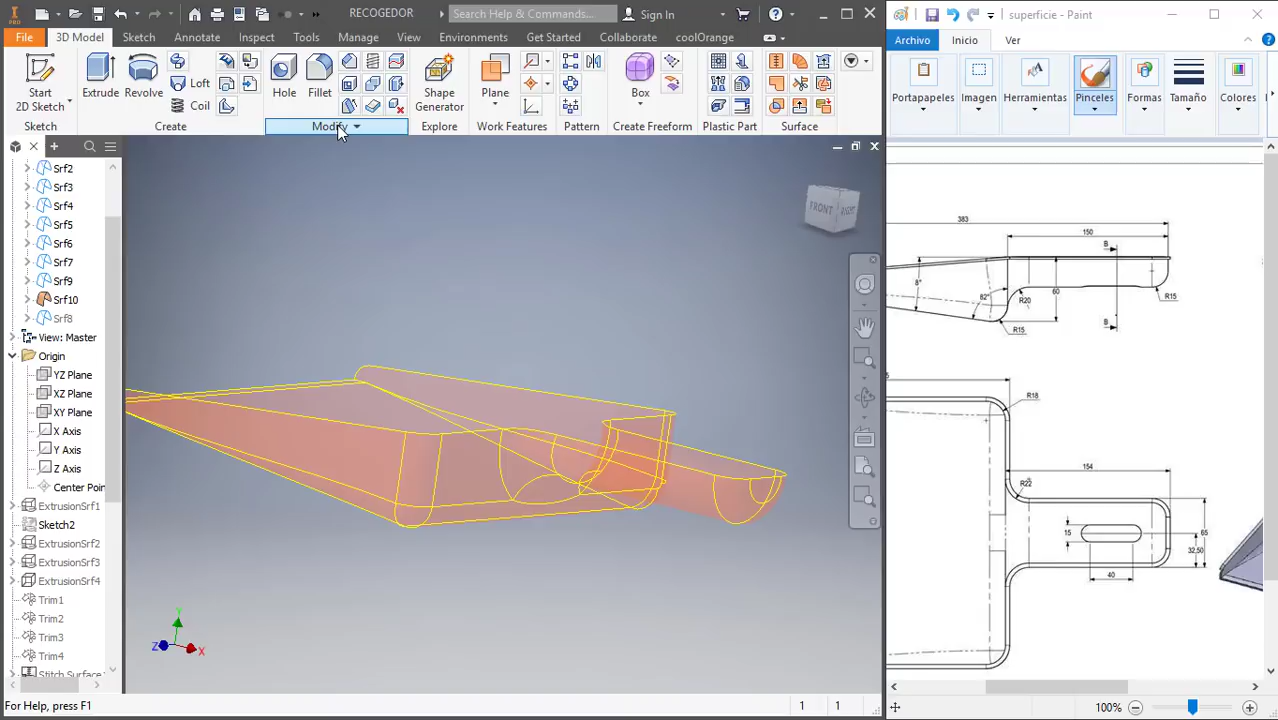 RECOGEDOR
Search Help & Commands...
Sign In
superficie - Paint
File
3D Model
Sketch
Annotate
Inspect
Tools
Manage
View
Environments
Get Started
Collaborate
coolOrange
Archivo
Inicio
Ver
Start
2D Sketch
Extrude
Revolve
Loft
Coil
Hole
Fillet
Shape
Generator
Plane
Box
Portapapeles
Imagen
Herramientas
Pinceles
Formas
Tamaño
Colores
Sketch
Create
Modify
Explore
Work Features
Pattern
Create Freeform
Plastic Part
Surface
Srf2
Srf3
Srf4
Srf5
Srf6
Srf7
Srf9
Srf10
Srf8
View: Master
Origin
YZ Plane
XZ Plane
XY Plane
X Axis
Y Axis
Z Axis
Center Poin
ExtrusionSrf1
Sketch2
ExtrusionSrf2
ExtrusionSrf3
ExtrusionSrf4
Trim1
Trim2
Trim3
Trim4
Stitch Surface
FRONT
RIGHT
Y
Z
X
383
150
B
8°
82°
R20
60
R15
B
R15
R18
154
R22
15
65
32,50
40
For Help, press F1
1
1
100%